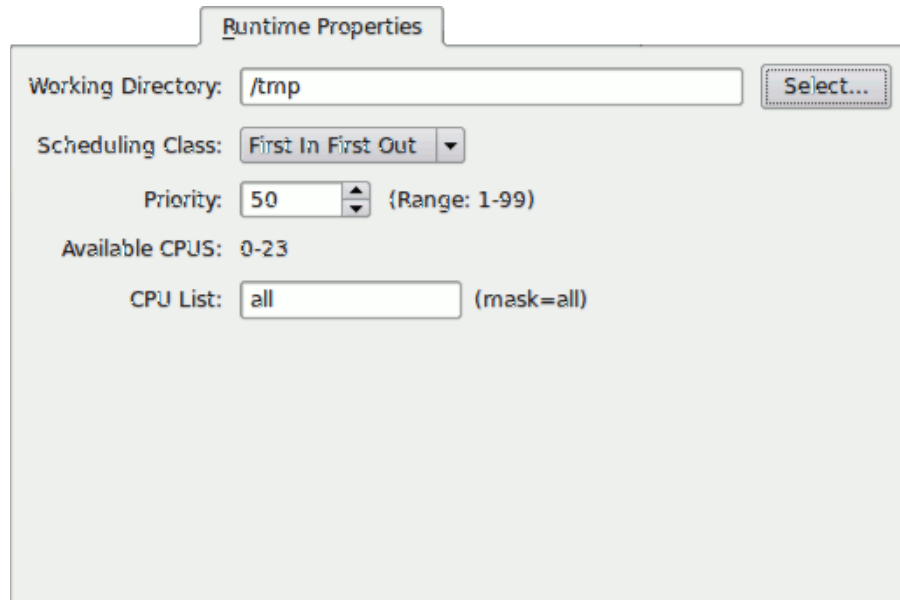 Runtime Properties
Working Directory: /tmp Select...
Scheduling Class: First In First Out
Priority: 50 (Range: 1-99)
Available CPUS: 0-23
CPU List: all (mask=all)